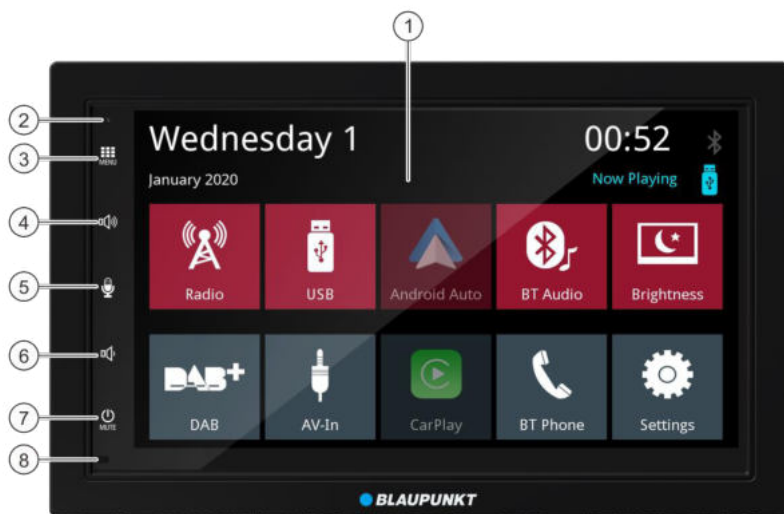 1
2
Wednesday 1
00:52
3
MENU
January 2020
Now Playing
4
Radio
USB
Android Auto
BT Audio
Brightness
5
6
DAB+
7
MUTE
DAB
AV-In
CarPlay
BT Phone
Settings
8
BLAUPUNKT